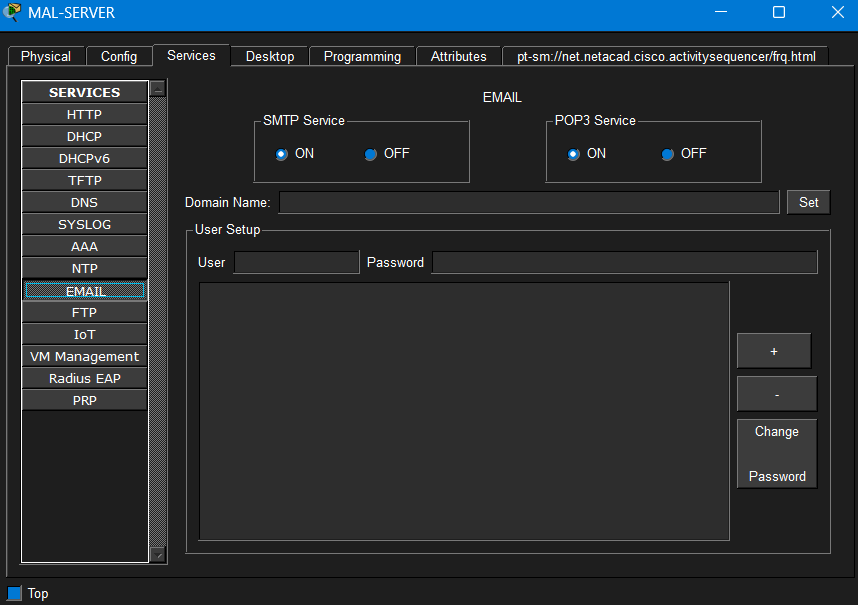 MAL-SERVER
Physical Config Services Desktop Programming Attributes pt-sm://net.netacad.cisco.activitysequencer/frq.html
SERVICES
HTTP
DHCP
DHCPv6
TFTP
DNS
SYSLOG
AAA
NTP
EMAIL
FTP
IoT
VM Management
Radius EAP
PRP
EMAIL
SMTP Service
ON OFF
POP3 Service
ON OFF
Domain Name: Set
User Setup
User Password
+
-
Change
Password
Top